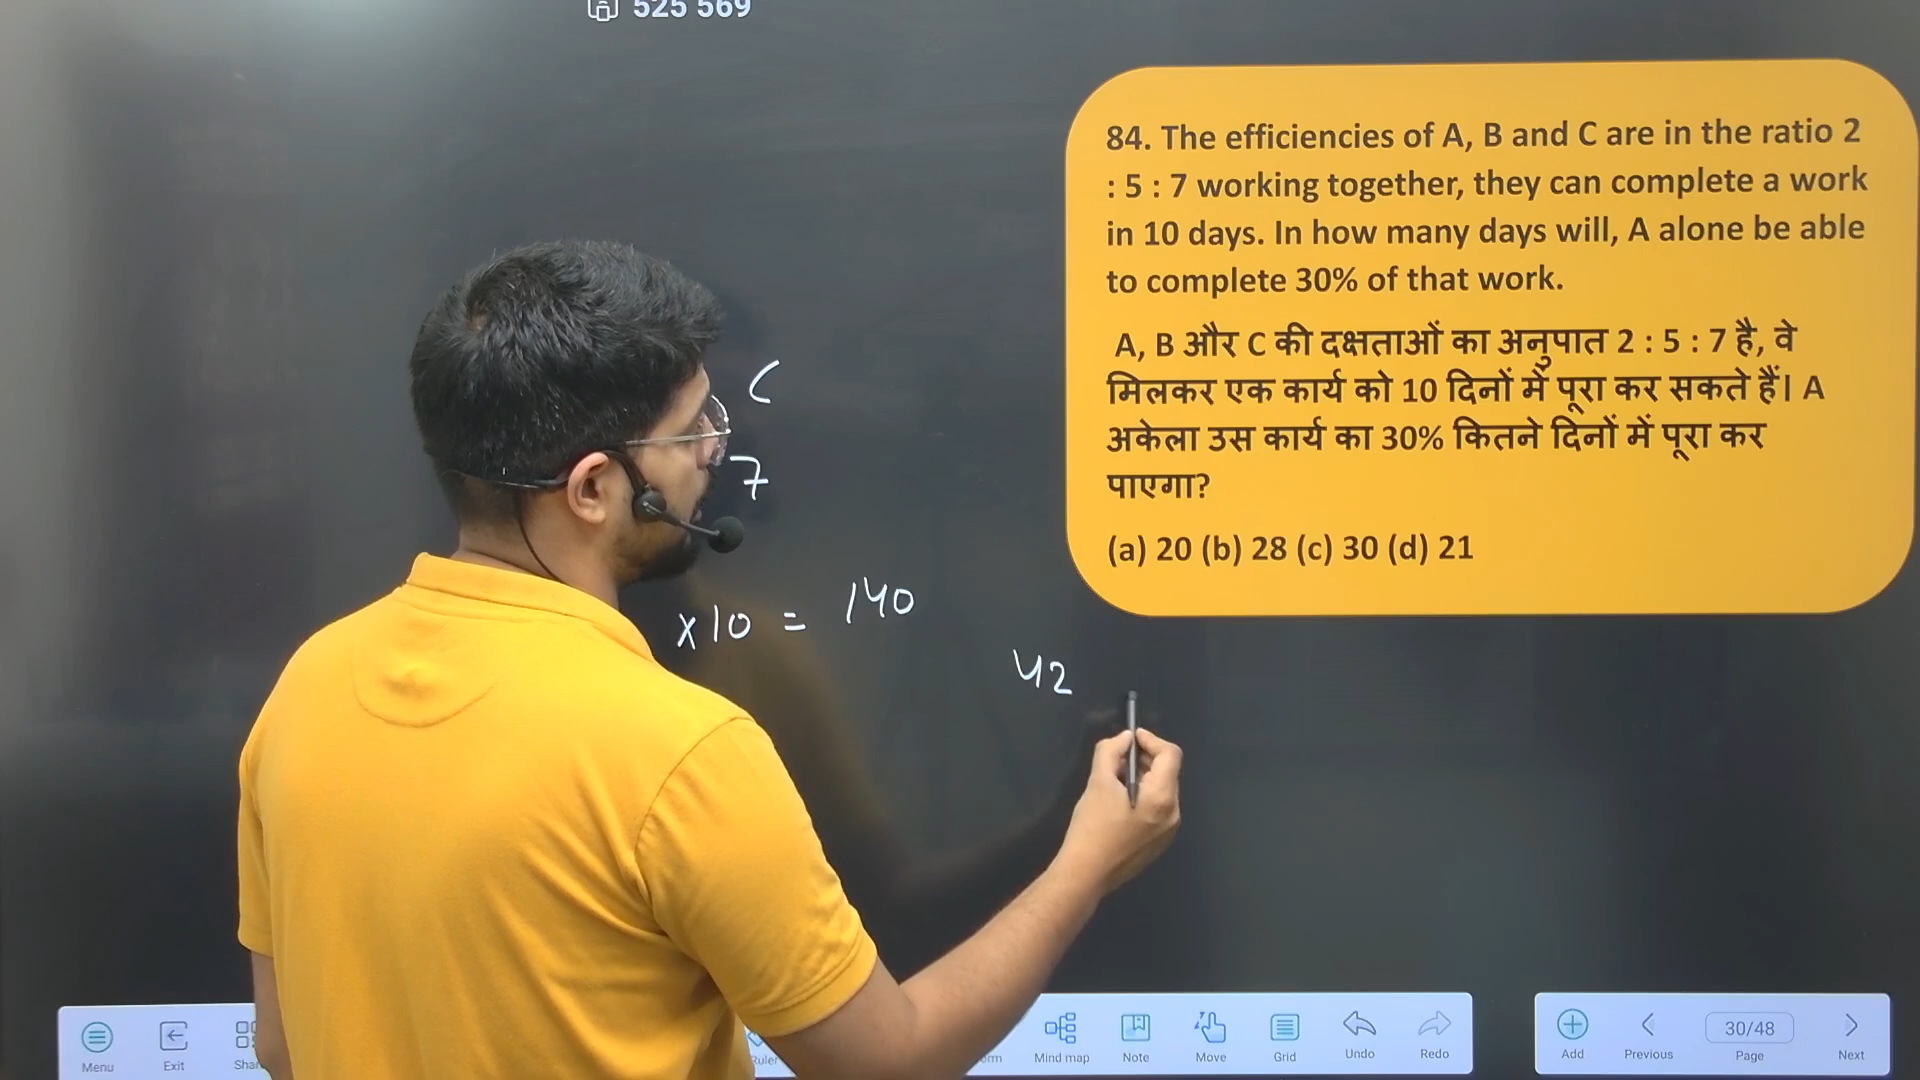 525 569
84. The efficiencies of A, B and C are in the ratio 2
: 5 : 7 working together, they can complete a work
in 10 days. In how many days will, A alone be able
to complete 30% of that work.
A, B और C की दक्षताओं का अनुपात 2 : 5 : 7 है, वे
मिलकर एक कार्य को 10 दिनों में पूरा कर सकते हैं। A
अकेला उस कार्य का 30% कितने दिनों में पूरा कर
पाएगा?
(a) 20 (b) 28 (c) 30 (d) 21
C
7
x10 = 140
42
Menu Exit Shar Ruler Mind map Note Move Grid Undo Redo
Add Previous 30/48 Page Next